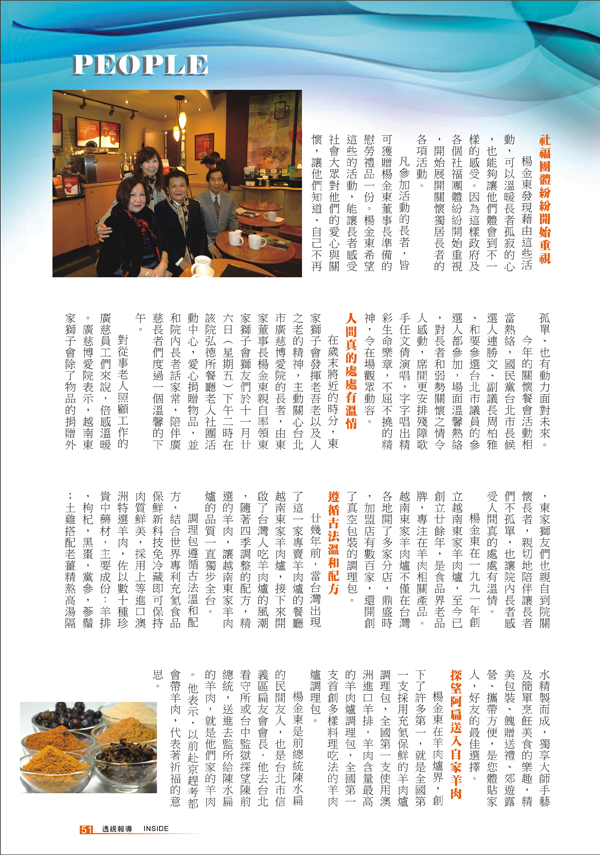 PEOPLE
社福團體紛紛開始重視
楊金東發現藉由這些活
動，可以溫暖長者孤寂的心
，也能夠讓他們體會到不一
樣的感受。因為這樣政府及
各個社福團體紛紛開始重視
，開始展開關懷獨居長者的
各項活動。
凡參加活動的長者，皆
可獲贈楊金東董事長準備的
慰勞禮品一份。楊金東希望
這些的活動，能讓長者感受
社會大眾對他們的愛心與關
懷，讓他們知道、自己不再
孤單、也有動力面對未來。
今年的關懷餐會活動相
當熱絡，國民黨台北市長候
選人連勝文，副議長周柏雅
、和要參選台北市議員的參
選人都參加，場面溫馨熱絡
，對長者和弱勢關懷之情令
人感動，席開更安排殘障歌
手任文倩演唱，字字唱出精
彩生命樂章，不屈不撓的精
神，令在場觀眾動容。
人間真的處處有溫情
在歲末將近的時分，東
家獅子會發揮老吾老以及人
之老的精神，主動關心台北
市廣慈博愛院的長者，由東
家董事長楊金東親自率領東
家獅子會獅友們於十一月廿
六日（星期五）下午二時在
該院弘德所餐廳老人社團活
動中心，愛心捐贈物品，並
和院內長者話家常，陪伴廣
慈長者們度過一個溫馨的下
午。
對從事老人照顧工作的
廣慈員工們來說，倍感溫暖
。廣慈博愛院表示，越南東
家獅子會除了物品的捐贈外
，東家獅友們也親自到院關
懷長者，親切地陪伴讓長者
們不孤單，也讓院內長者感
受人間真的處處有溫情。
楊金東在一九九一年創
立越南東家羊肉爐，至今已
創立廿餘年，是食品界老品
牌，專注在羊肉相關產品。
越南東家羊肉爐不僅在台灣
各地開了多家分店，鼎盛時
，加盟店有數百家，還開創
了真空包裝的調理包。
遵循古法溫和配方
廿幾年前，當台灣出現
了這一家專賣羊肉爐的餐廳
越南東家羊肉爐，接下來開
啟了台灣人吃羊肉爐的風潮
，隨著四季調整的配方，精
選的羊肉，讓越南東家羊肉
爐的品質一直獨步全台。
調理包遵循古法溫和配
方，結合世界專利充氮食品
保鮮新科技免冷藏即可保持
肉質鮮美，採用上等進口澳
洲特選羊肉，佐以數十種珍
貴中藥材，主要成份：羊排
，枸杞，黑棗，黨參，蔘鬚
；土雞搭配老薑精熬高湯隔
水精製而成，獨享大師手藝
及簡單烹飪美食的樂趣，精
美包裝、餽贈送禮、郊遊露
營、攜帶方便，是您體貼家
人，好友的最佳選擇。
探望阿扁送入自家羊肉
楊金東在羊肉爐界，創
下了許多第一，就是全國第
一支採用充氮保鮮的羊肉爐
調理包，全國第一支使用澳
洲進口羊排，羊肉含量最高
的羊肉爐調理包，全國第一
支首創多樣料理吃法的羊肉
爐調理包。
楊金東是前總統陳水扁
的民間友人，也是台北市信
義區扁友會會長，他去台北
看守所或台中監獄探望陳前
總統，送進去監所給陳水扁
的羊肉，就是他們家的羊肉
。他表示，以前赴京趕考都
會帶羊肉，代表著祈福的意
思。
51 透視報導 INSIDE